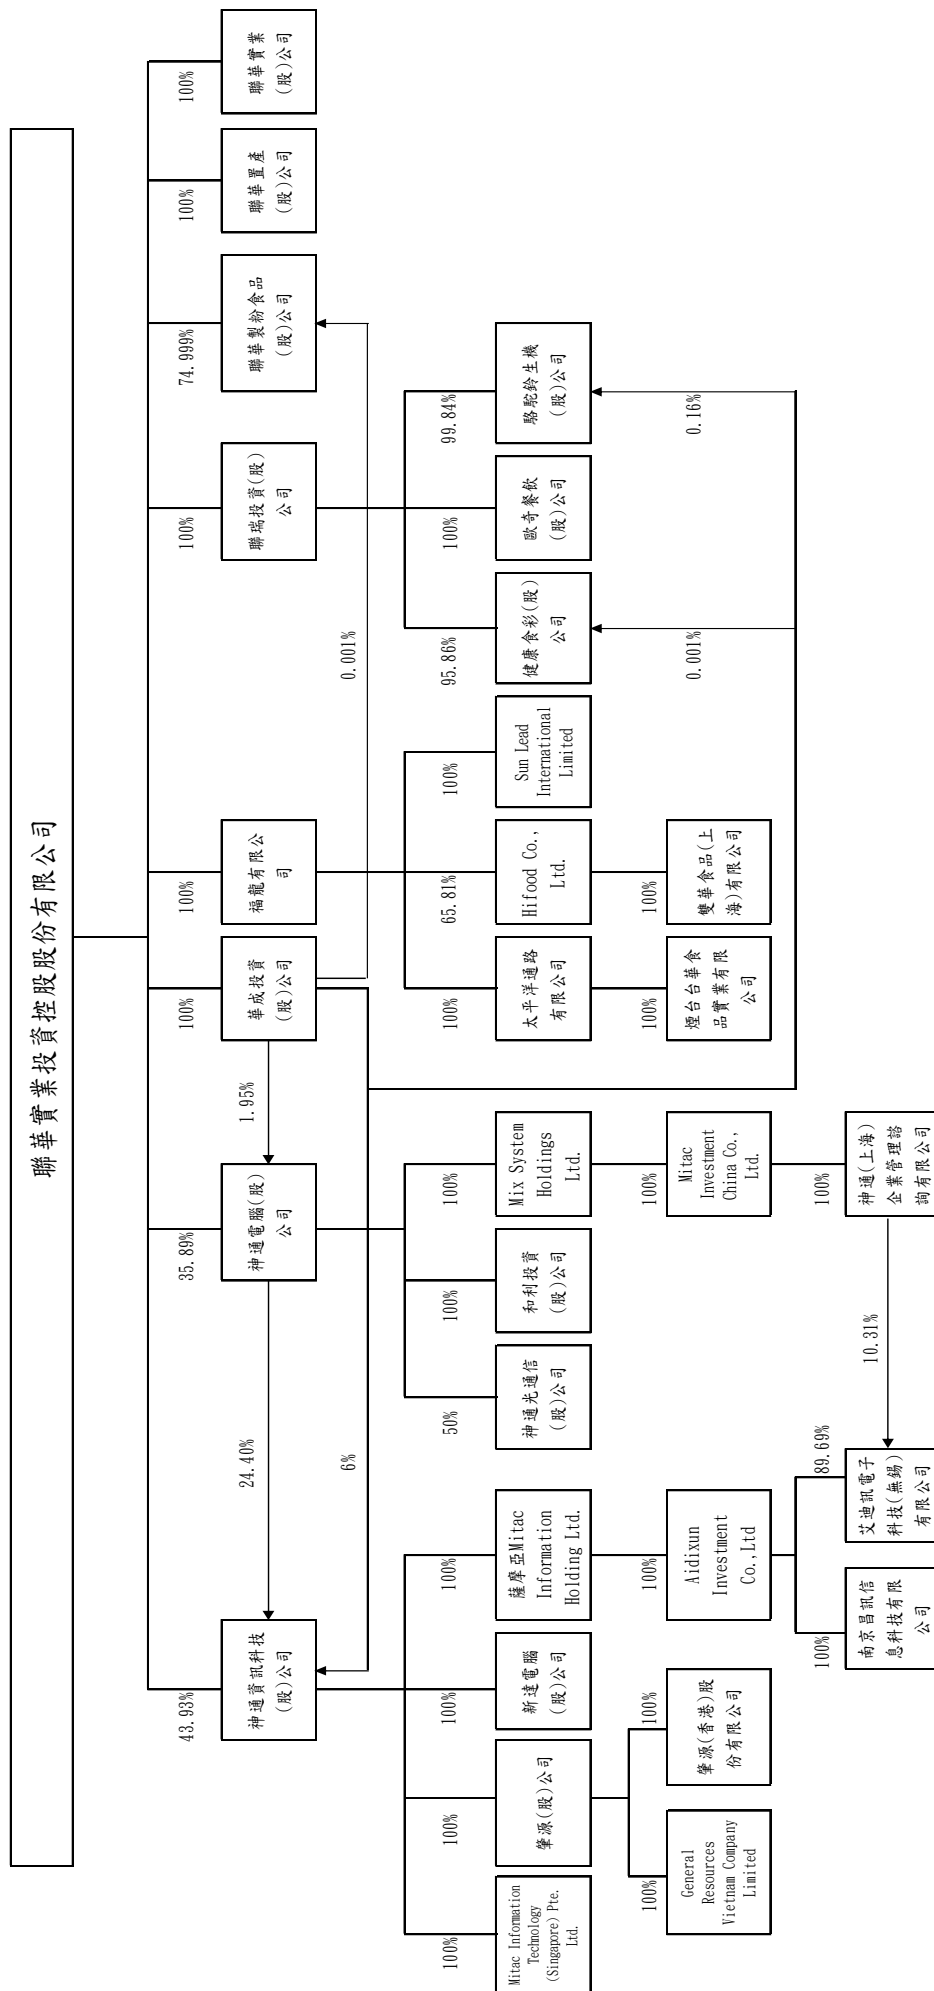 聯華實業投資控股股份有限公司
43.93%
35.89%
100%
100%
100%
74.999%
100%
100%
神通資訊科技
(股)公司
24.40%
神通電腦(股)
公司
1.95%
華成投資
(股)公司
福龍有限公
司
聯瑞投資(股)
公司
聯華製粉食品
(股)公司
聯華置產
(股)公司
聯華實業
(股)公司
6%
0.001%
100%
100%
100%
100%
50%
100%
100%
100%
65.81%
100%
95.86%
100%
99.84%
Mitac Information
Technology
(Singapore) Pte.
Ltd.
肇源(股)公司
新達電腦
(股)公司
薩摩亞Mitac
Information
Holding Ltd.
神通光通信
(股)公司
和利投資
(股)公司
Mix System
Holdings
Ltd.
太平洋通路
有限公司
Hifood Co.,
Ltd.
Sun Lead
International
Limited
健康食彩(股)
公司
歐奇餐飲
(股)公司
駱駝鈴生機
(股)公司
100%
100%
100%
100%
100%
100%
0.001%
0.16%
General
Resources
Vietnam Company
Limited
肇源(香港)股
份有限公司
Aidixun
Investment
Co.,Ltd
Mitac
Investment
China Co.,
Ltd.
煙台台華食
品實業有限
公司
雙華食品(上
海)有限公司
100%
89.69%
100%
南京昌訊信
息科技有限
公司
艾迪訊電子
科技(無錫)
有限公司
10.31%
神通(上海)
企業管理諮
詢有限公司